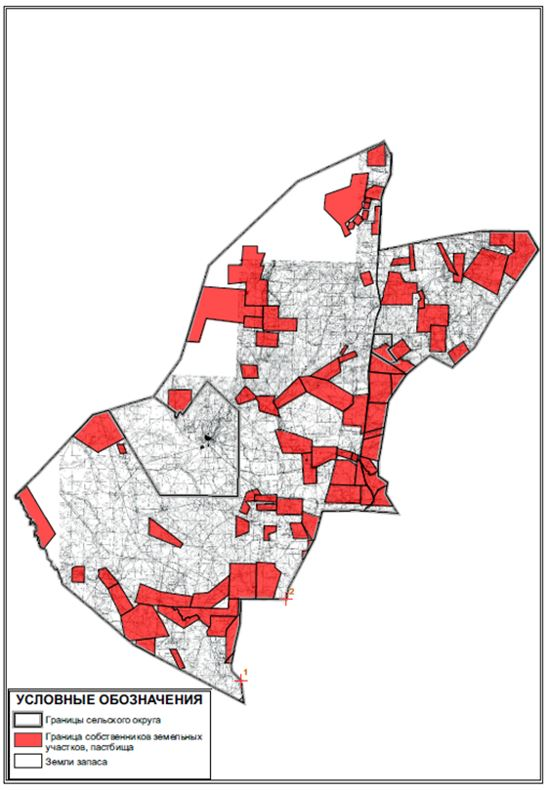 2
1
УСЛОВНЫЕ ОБОЗНАЧЕНИЯ
Границы сельского округа
Граница собственников земельных
участков, пастбища
Земли запаса